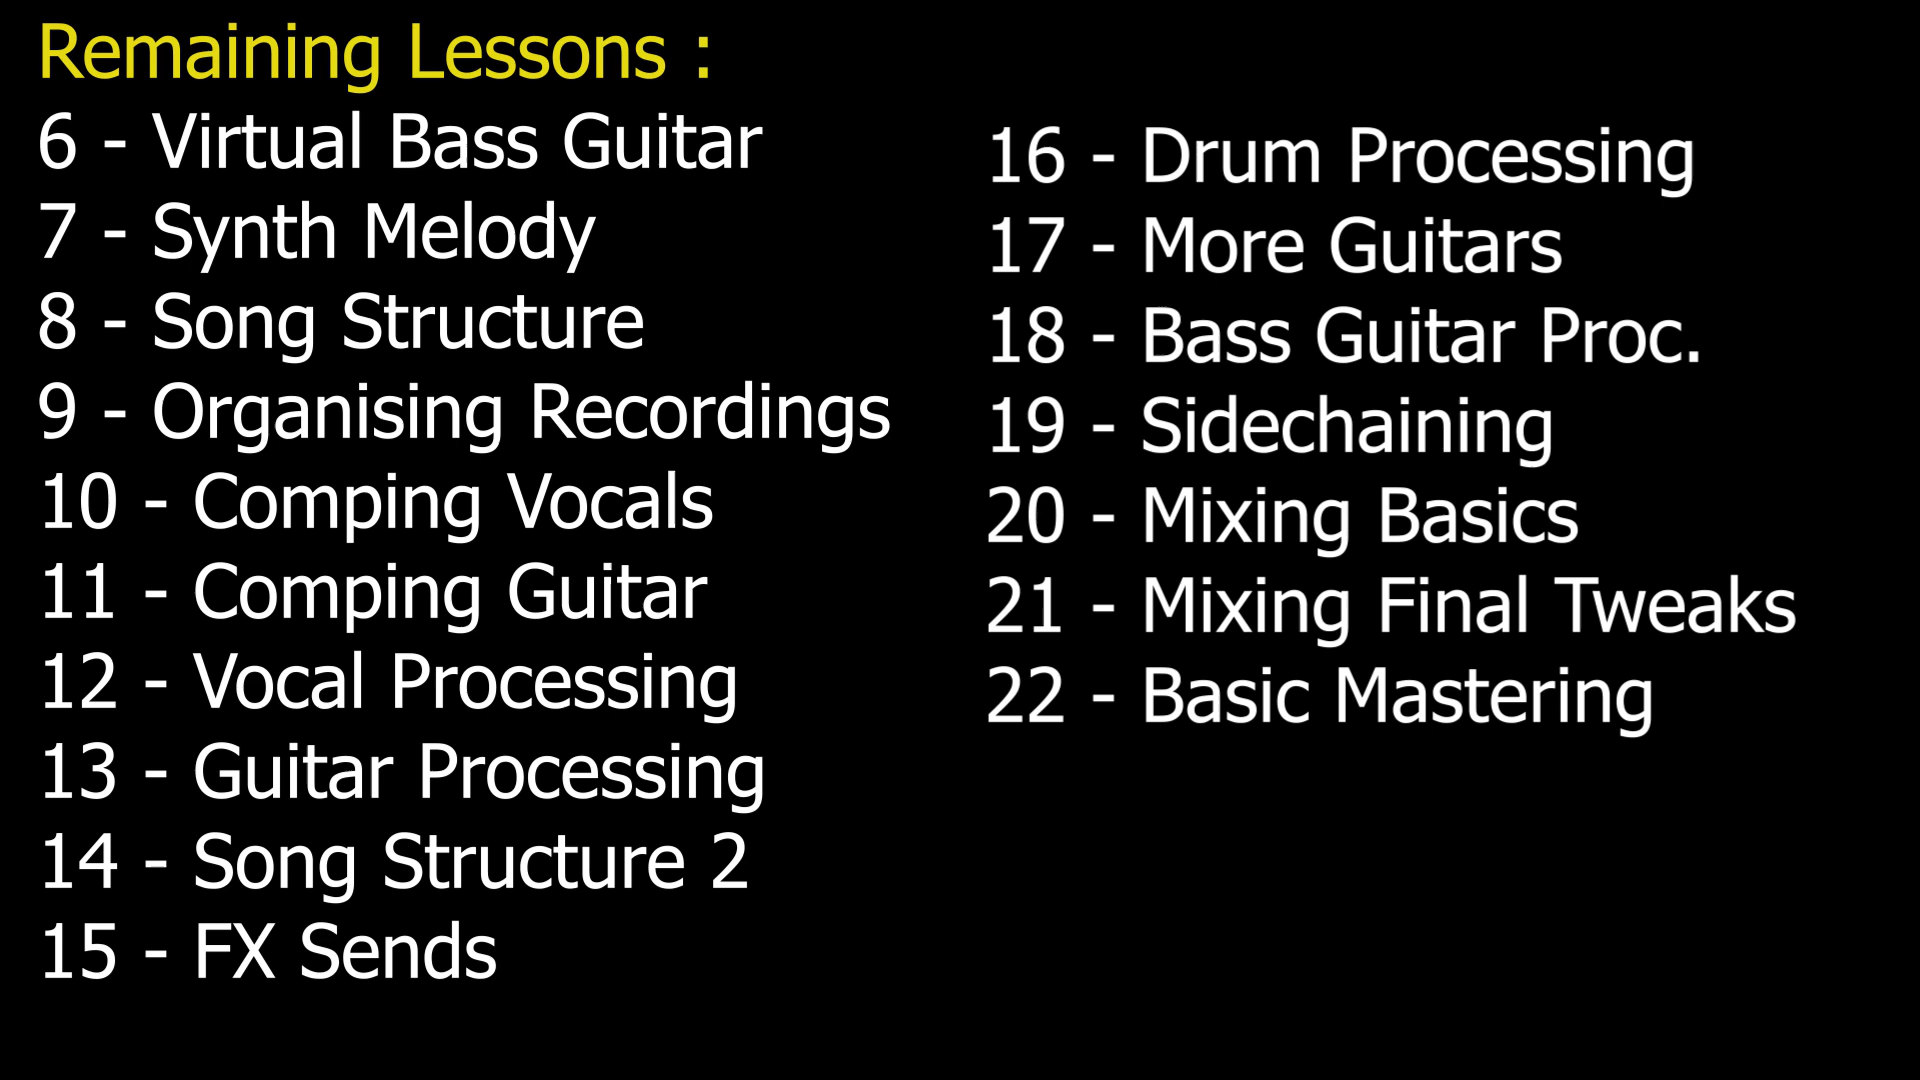 Remaining Lessons :
6 - Virtual Bass Guitar
7 - Synth Melody
8 - Song Structure
9 - Organising Recordings
10 - Comping Vocals
11 - Comping Guitar
12 - Vocal Processing
13 - Guitar Processing
14 - Song Structure 2
15 - FX Sends
16 - Drum Processing
17 - More Guitars
18 - Bass Guitar Proc.
19 - Sidechaining
20 - Mixing Basics
21 - Mixing Final Tweaks
22 - Basic Mastering